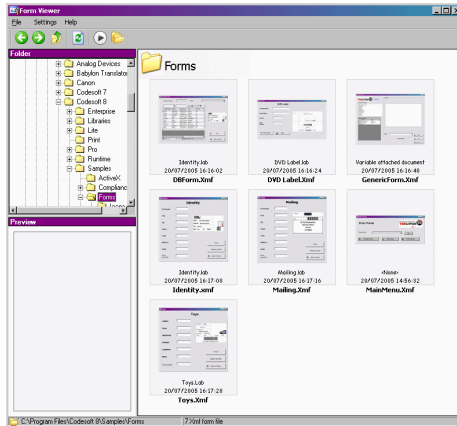 Form Viewer
File Settings Help
Folder
Analog Devices
Babylon Translator
Canon
Codesoft 7
Codesoft 8
Enterprise
Libraries
Lite
Print
Pro
Runtime
Samples
ActiveX
Complianc
Forms
Preview
Forms
Identity.lab
20/07/2005 16:16:02
DBForm.Xmf
DVD Label.lab
20/07/2005 16:16:24
DVD Label.Xmf
Variable attached document
20/07/2005 16:16:40
GenericForm.Xmf
Identity
Identity.lab
20/07/2005 16:17:00
Identity.xmf
Mailing
Mailing.lab
20/07/2005 16:17:16
Mailing.Xmf
<None>
20/07/2005 14:56:32
MainMenu.Xmf
Toys
Toys.Lab
20/07/2005 16:17:28
Toys.Xmf
C:\Program Files\Codesoft 8\Samples\Forms 7 Xmf form file